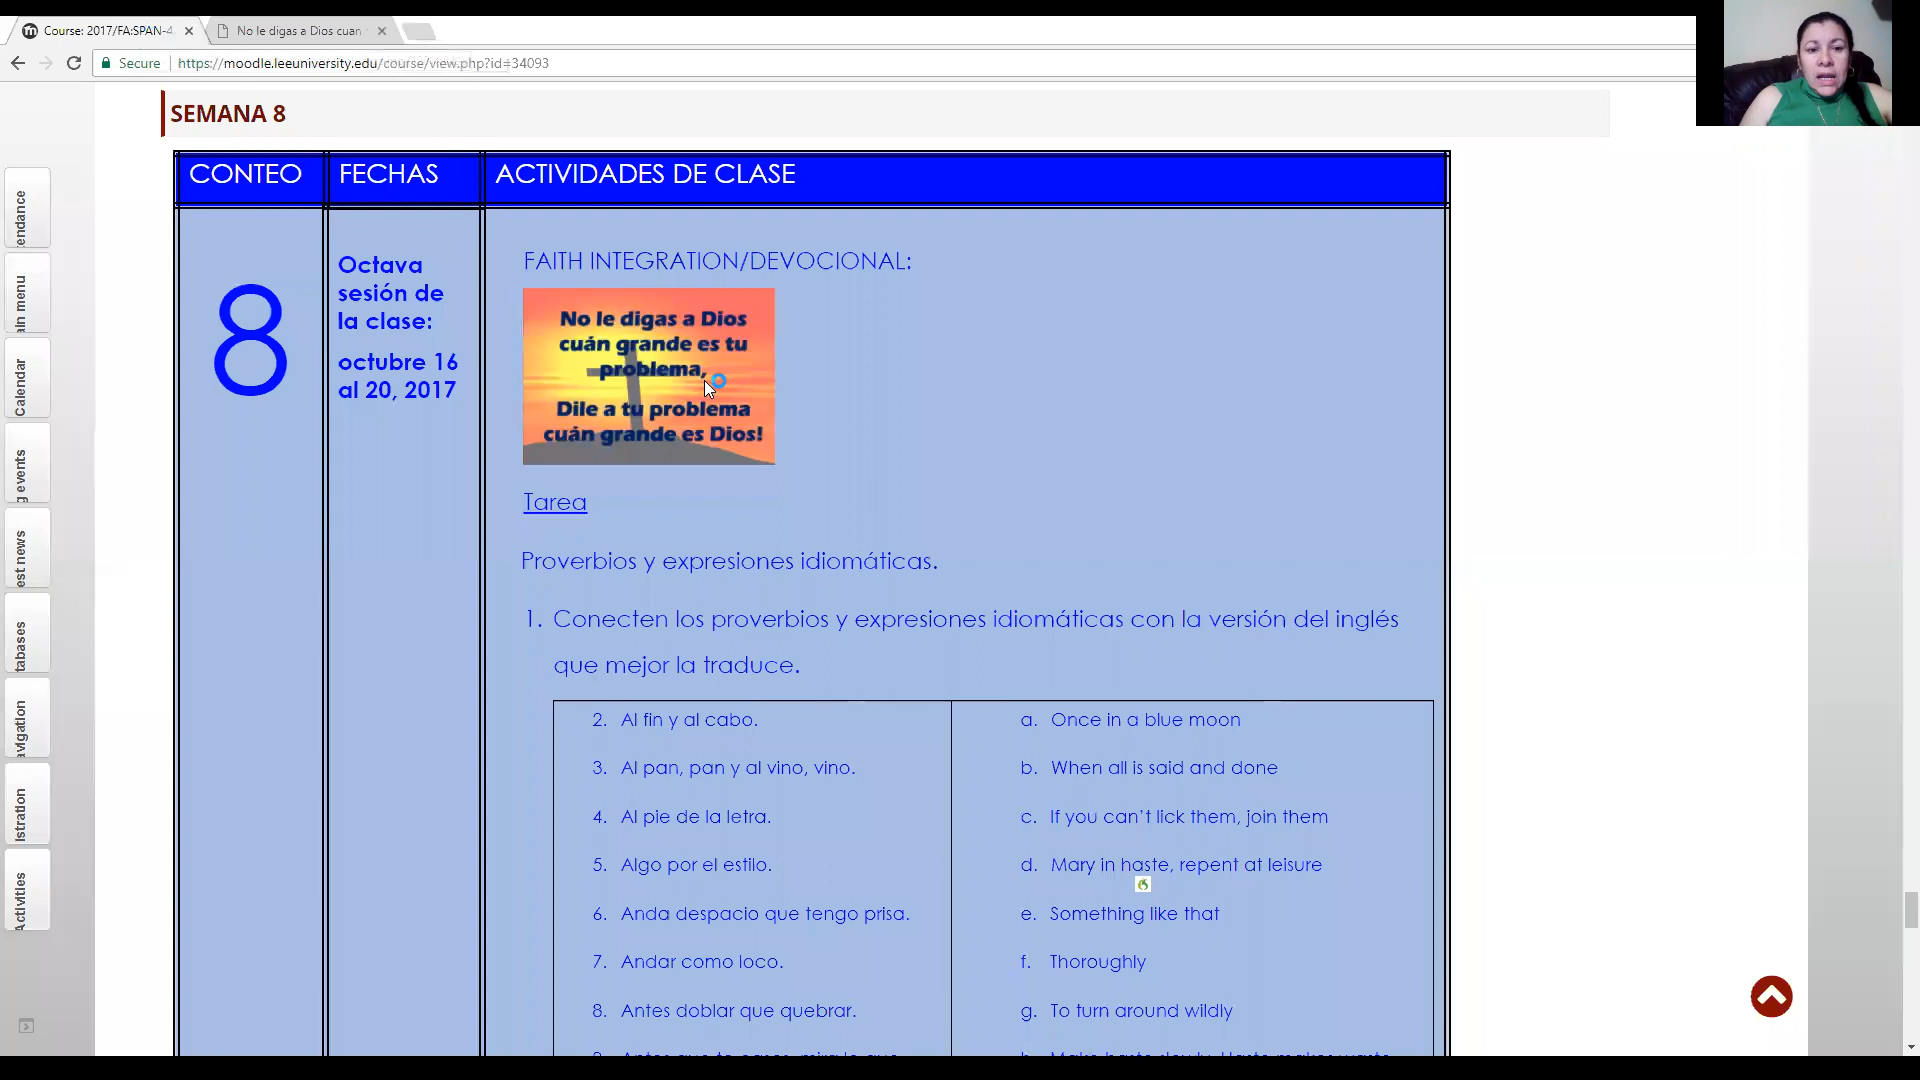 Course: 2017/FA:SPAN-4
No le digas a Dios cuan
Secure
https://moodle.leeuniversity.edu/course/view.php?id=34093
SEMANA 8
CONTEO
FECHAS
ACTIVIDADES DE CLASE
8
Octava
sesión de
la clase:
octubre 16
al 20, 2017
FAITH INTEGRATION/DEVOCIONAL:
No le digas a Dios
cuán grande es tu
problema,
Dile a tu problema
cuán grande es Dios!
Tarea
Proverbios y expresiones idiomáticas.
1. Conecten los proverbios y expresiones idiomáticas con la versión del inglés
que mejor la traduce.
2. Al fin y al cabo.
3. Al pan, pan y al vino, vino.
4. Al pie de la letra.
5. Algo por el estilo.
6. Anda despacio que tengo prisa.
7. Andar como loco.
8. Antes doblar que quebrar.
a. Once in a blue moon
b. When all is said and done
c. If you can't lick them, join them
d. Mary in haste, repent at leisure
e. Something like that
f. Thoroughly
g. To turn around wildly
endance
ain menu
Calendar
g events
est news
tabases
avigation
istration
Activities